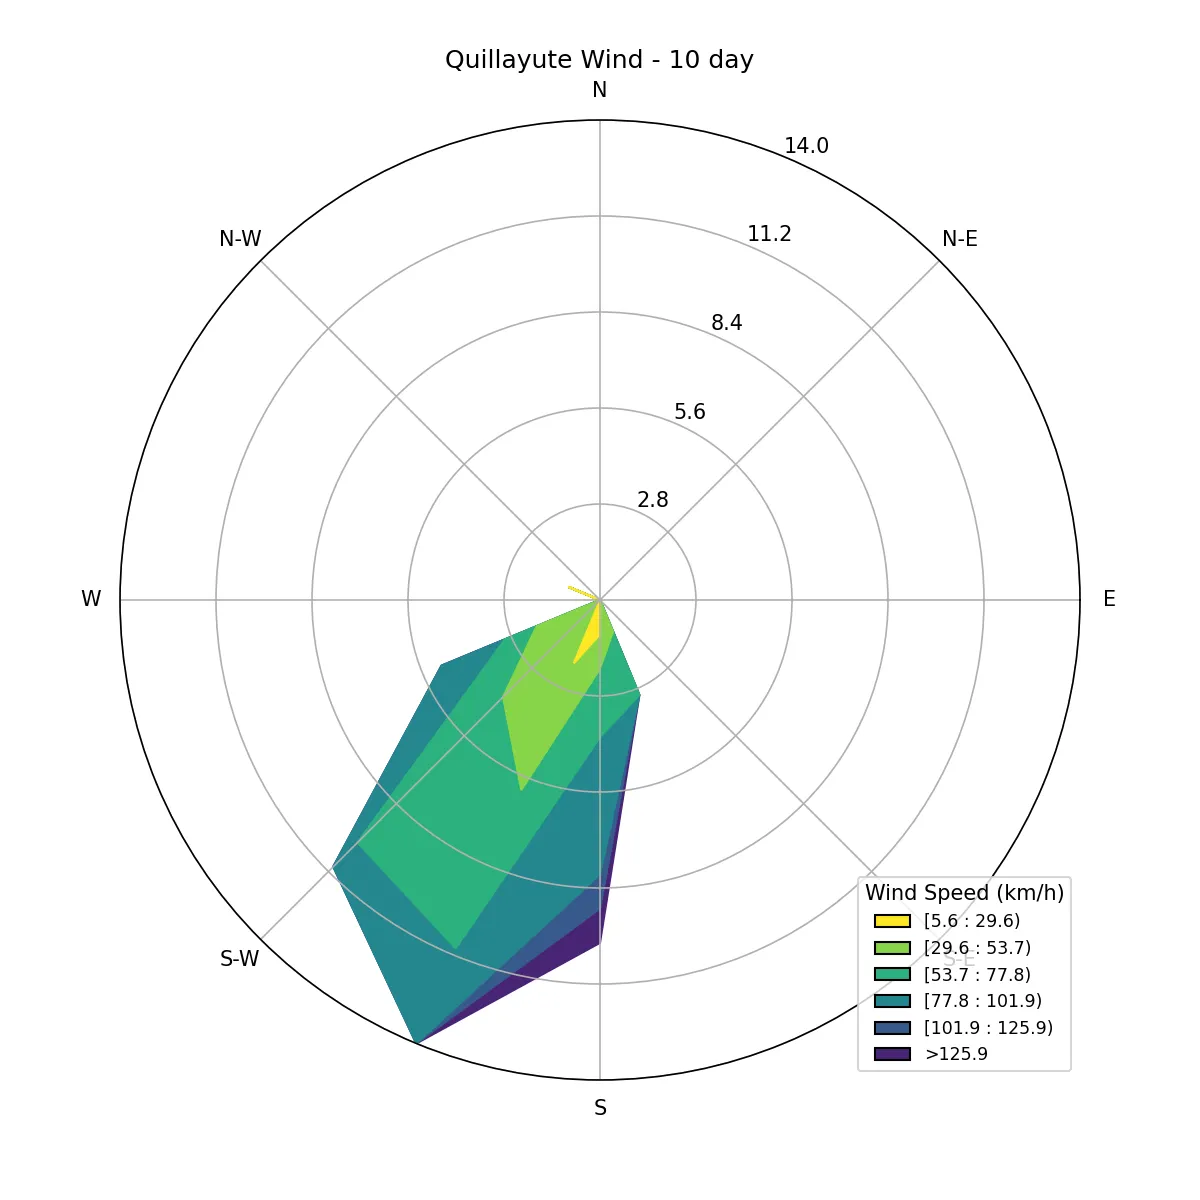 Quillayute Wind - 10 day
N
14.0
N-W
11.2
N-E
8.4
5.6
2.8
W
E
Wind Speed (km/h)
[5.6 : 29.6)
[29.6 : 53.7)
S-W
S-E
[53.7 : 77.8)
[77.8 : 101.9)
[101.9 : 125.9)
>125.9
S